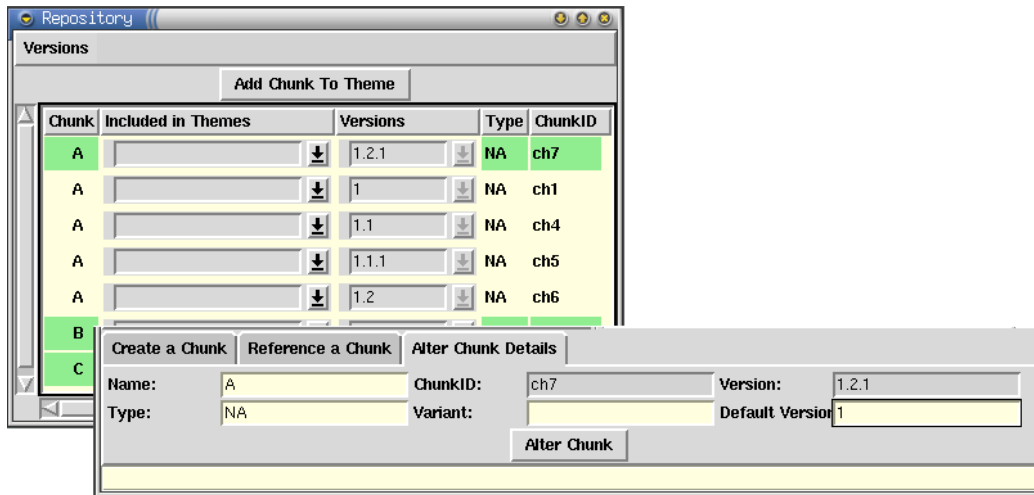 Repository
Versions
Add Chunk To Theme
Chunk Included in Themes Versions Type ChunkID
A 1.2.1 NA ch7
A 1 NA ch1
A 1.1 NA ch4
A 1.1.1 NA ch5
A 1.2 NA ch6
B
C
Create a Chunk Reference a Chunk Alter Chunk Details
Name: A ChunkID: ch7 Version: 1.2.1
Type: NA Variant: Default Version 1
Alter Chunk